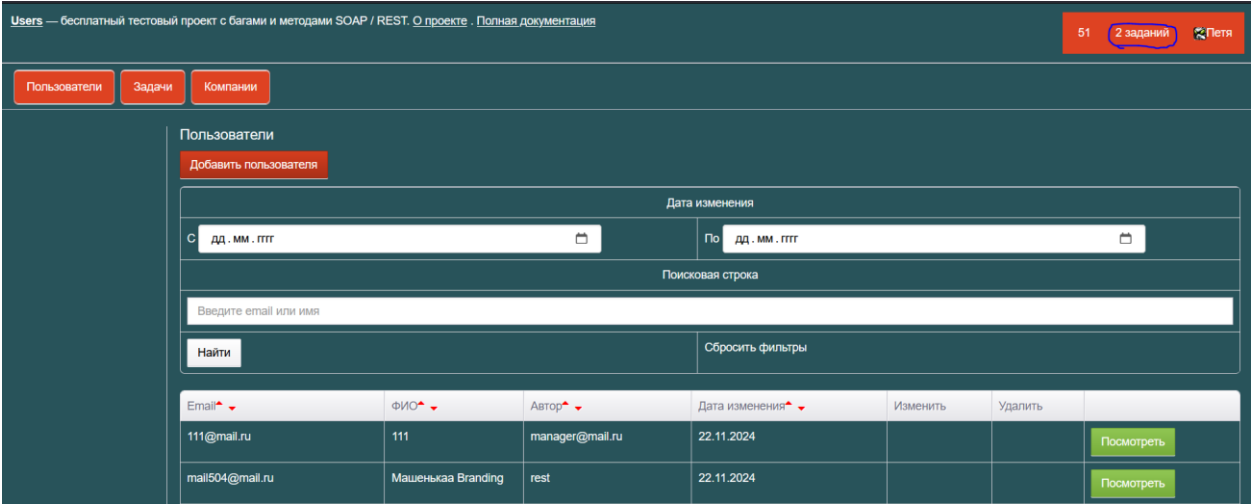 Users — бесплатный тестовый проект с багами и методами SOAP / REST. О проекте . Полная документация
51 2 заданий Петя
Пользователи Задачи Компании
Пользователи
Добавить пользователя
Дата изменения
С дд . мм . гггг По дд . мм . гггг
Поисковая строка
Введите email или имя
Найти Сбросить фильтры
Email ФИО Автор Дата изменения Изменить Удалить
111@mail.ru 111 manager@mail.ru 22.11.2024 Посмотреть
mail504@mail.ru Машенькаа Branding rest 22.11.2024 Посмотреть